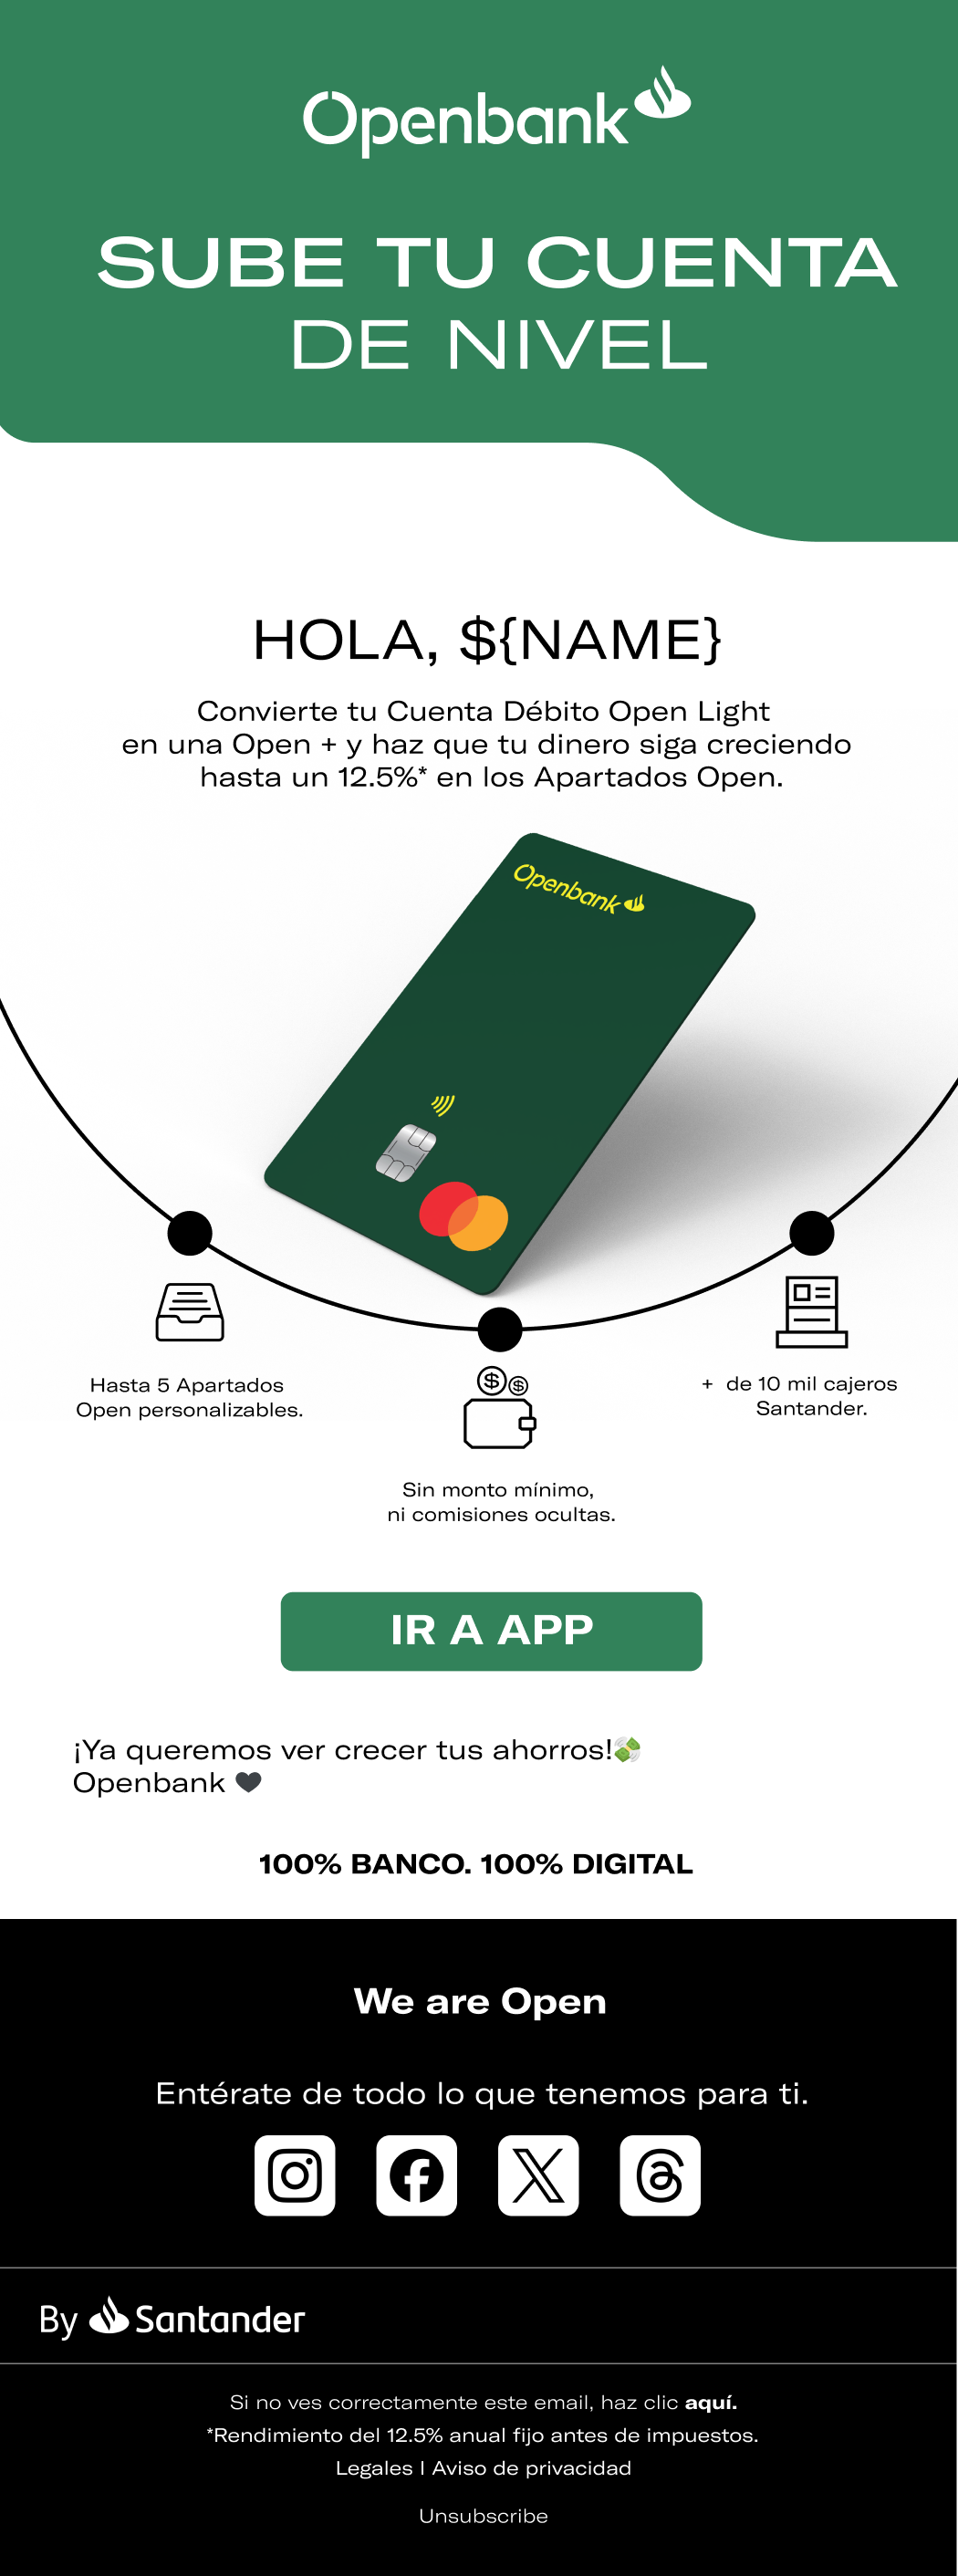 Openbank
SUBE TU CUENTA
DE NIVEL
HOLA, ${NAME}
Convierte tu Cuenta Débito Open Light
en una Open + y haz que tu dinero siga creciendo
hasta un 12.5%* en los Apartados Open.
Openbank
Hasta 5 Apartados
Open personalizables.
Sin monto mínimo,
ni comisiones ocultas.
+ de 10 mil cajeros
Santander.
IR A APP
¡Ya queremos ver crecer tus ahorros!💸
Openbank 🖤
100% BANCO. 100% DIGITAL
We are Open
Entérate de todo lo que tenemos para ti.
By Santander
Si no ves correctamente este email, haz clic aquí.
*Rendimiento del 12.5% anual fijo antes de impuestos.
Legales I Aviso de privacidad
Unsubscribe